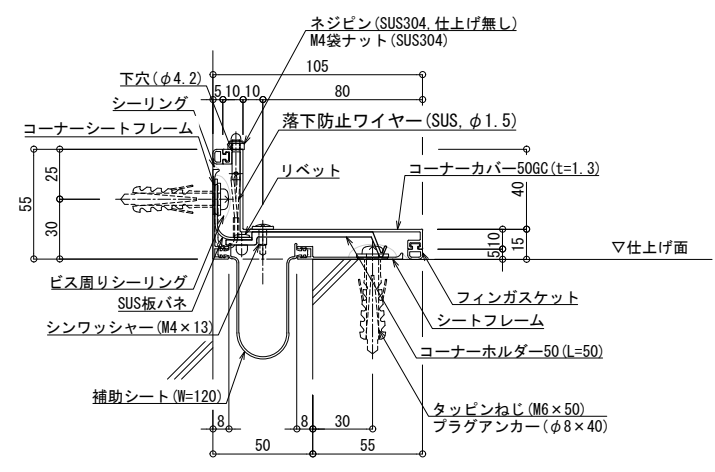 ネジピン(SUS304,仕上げ無し)
M4袋ナット(SUS304)
105
下穴(φ4.2)
5
10
10
80
シーリング
落下防止ワイヤー(SUS,φ1.5)
コーナーシートフレーム
リベット
コーナーカバー50GC(t=1.3)
55
25
30
40
10
5
15
▽仕上げ面
ビス周りシーリング
SUS板バネ
フィンガスケット
シンワッシャー(M4×13)
シートフレーム
コーナーホルダー50(L=50)
補助シート(W=120)
タッピンねじ(M6×50)
プラグアンカー(φ8×40)
8
8
30
50
55